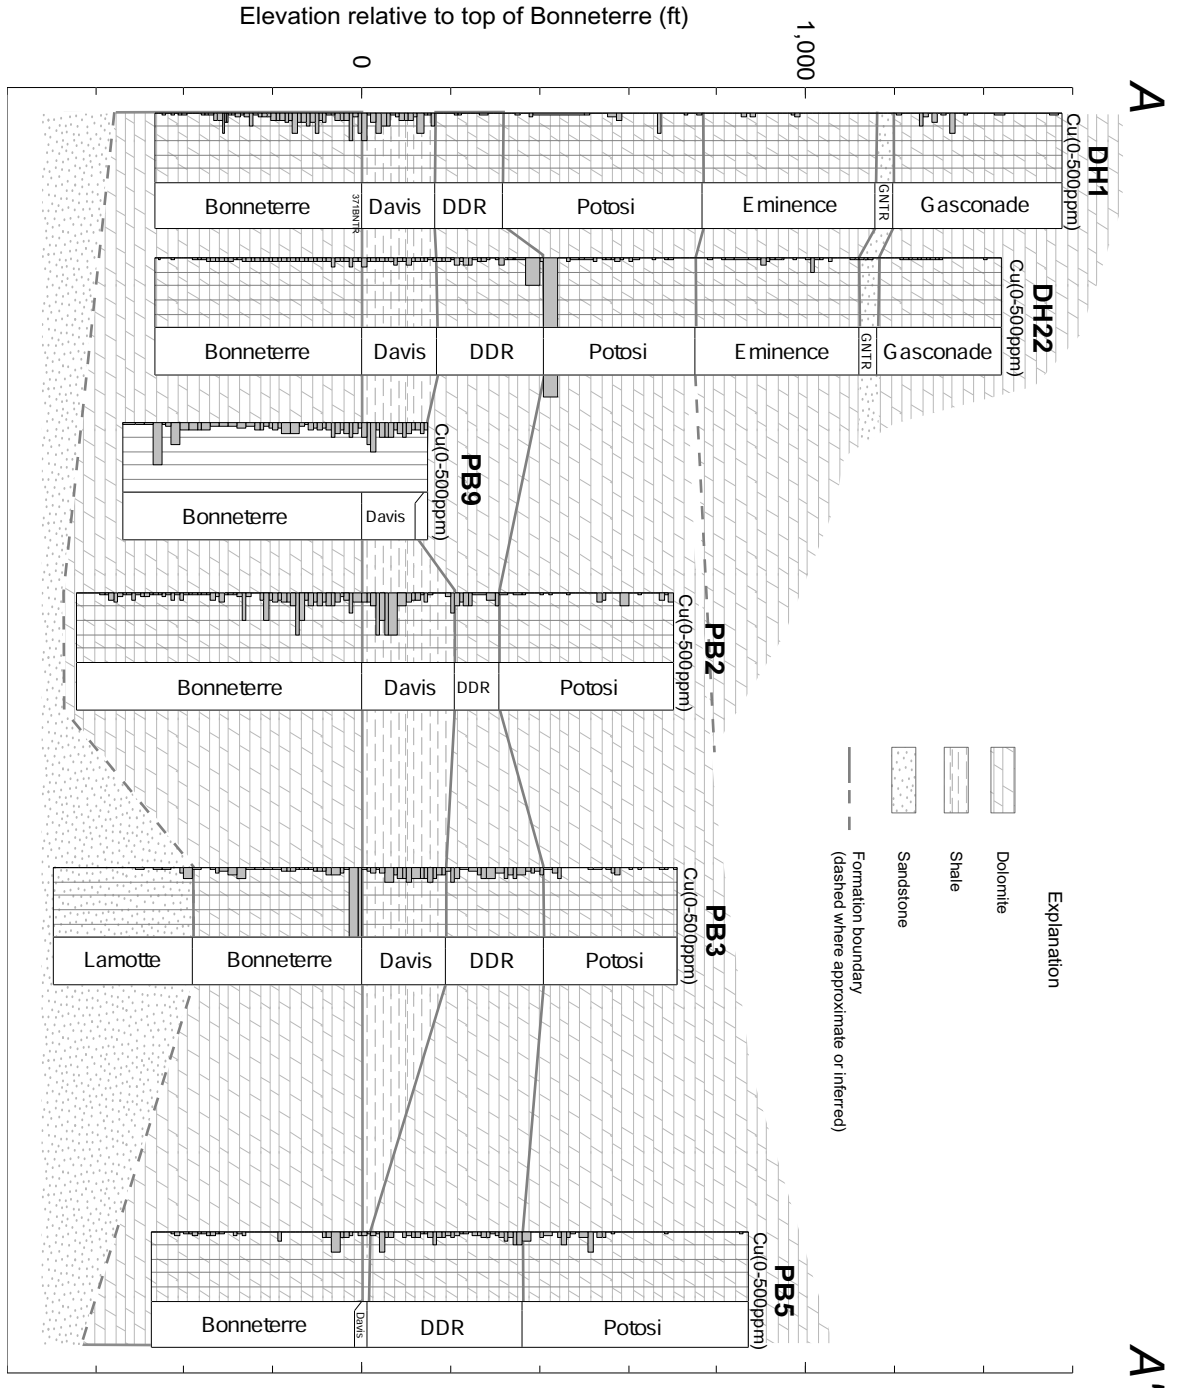 Elevation relative to top of Bonneterre (ft)
0
1,000
A
DH1
Cu(0-500ppm)
Bonneterre
371BNTR
Davis
DDR
Potosi
Eminence
GNTR
Gasconade
DH22
Cu(0-500ppm)
Bonneterre
Davis
DDR
Potosi
Eminence
GNTR
Gasconade
PB9
Cu(0-500ppm)
Bonneterre
Davis
PB2
Cu(0-500ppm)
Bonneterre
Davis
DDR
Potosi
PB3
Cu(0-500ppm)
Lamotte
Bonneterre
Davis
DDR
Potosi
PB5
Cu(0-500ppm)
Bonneterre
Davis
DDR
Potosi
A'
Explanation
Dolomite
Shale
Sandstone
Formation boundary
(dashed where approximate or inferred)